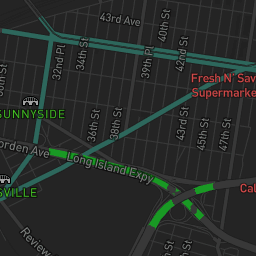 43rd Ave
40th St
34th St
32nd Pl
39th Pl
42nd St
Fresh N. Sav
Supermarke
SUNNYSIDE
36th St
38th St
43rd St
45th St
47th St
orden Ave
Long Island Expy
SVILLE
Cal
Review